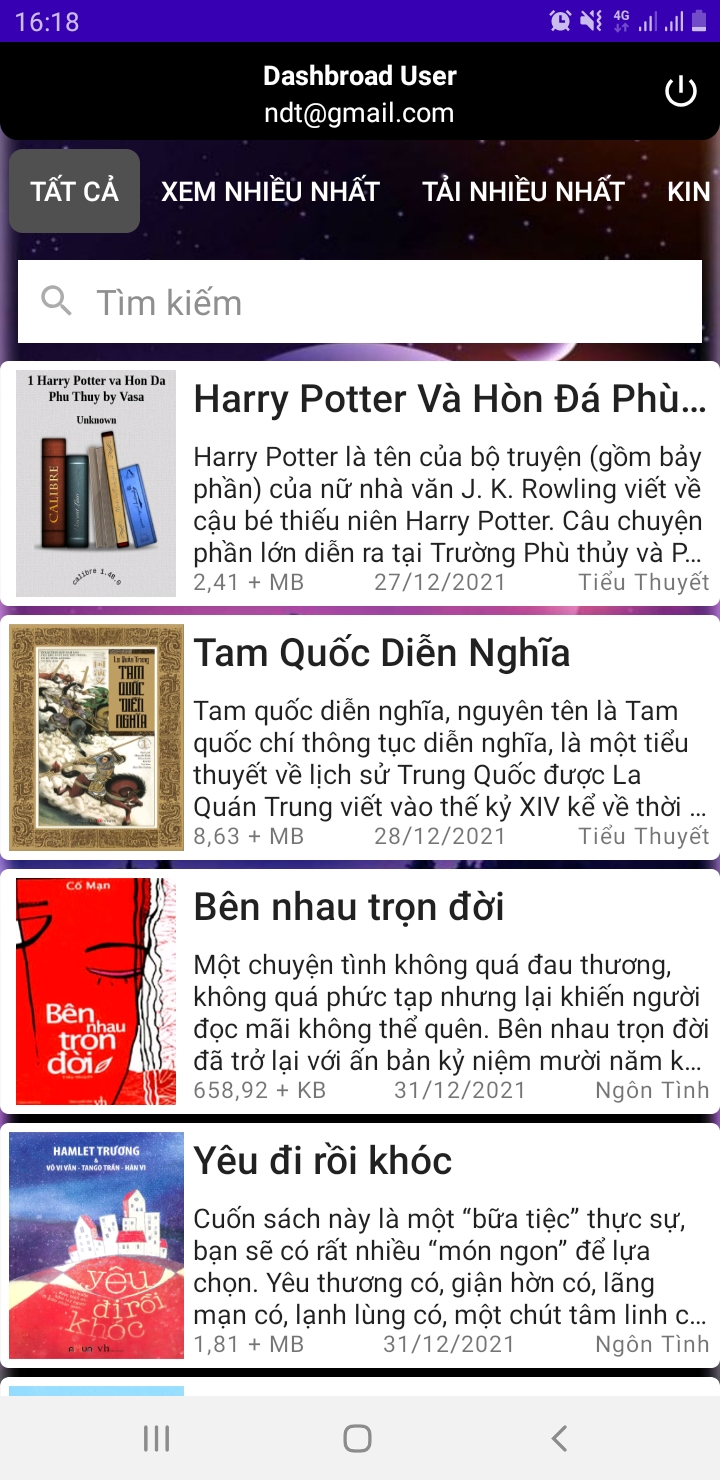 16:18
4G
Dashbroad User
ndt@gmail.com
TẤT CẢ
XEM NHIỀU NHẤT
TẢI NHIỀU NHẤT
KIN
Tìm kiếm
1 Harry Potter va Hon Da
Phu Thuy by Vasa
Unknown
CALIBRE
calibre 1.48.0
Harry Potter Và Hòn Đá Phù...
Harry Potter là tên của bộ truyện (gồm bảy
phần) của nữ nhà văn J. K. Rowling viết về
cậu bé thiếu niên Harry Potter. Câu chuyện
phần lớn diễn ra tại Trường Phù thủy và P...
2,41 + MB
27/12/2021
Tiểu Thuyết
La Quán Trung
TAM
QUỐC
DIỄN
NGHĨA
Tam Quốc Diễn Nghĩa
Tam quốc diễn nghĩa, nguyên tên là Tam
quốc chí thông tục diễn nghĩa, là một tiểu
thuyết về lịch sử Trung Quốc được La
Quán Trung viết vào thế kỷ XIV kể về thời ...
8,63 + MB
28/12/2021
Tiểu Thuyết
Cố Mạn
Bên
nhau
trọn
đời
vh
Bên nhau trọn đời
Một chuyện tình không quá đau thương,
không quá phức tạp nhưng lại khiến người
đọc mãi không thể quên. Bên nhau trọn đời
đã trở lại với ấn bản kỷ niệm mười năm k...
658,92 + KB
31/12/2021
Ngôn Tình
HAMLET TRƯƠNG
&
VÕ VI VÂN - TANGO TRẦN - HÀN VI
yêu
đi rồi
khóc
vh
Yêu đi rồi khóc
Cuốn sách này là một “bữa tiệc” thực sự,
bạn sẽ có rất nhiều “món ngon” để lựa
chọn. Yêu thương có, giận hờn có, lãng
mạn có, lạnh lùng có, một chút tâm linh c...
1,81 + MB
31/12/2021
Ngôn Tình